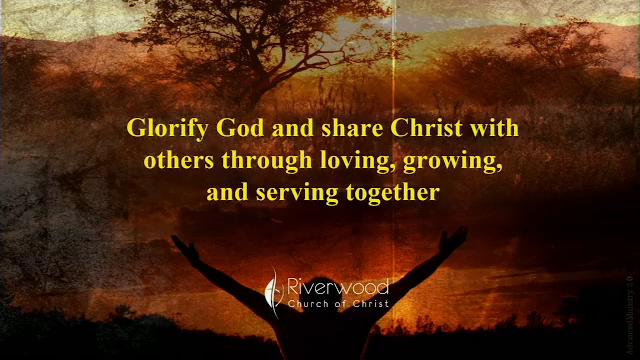 Glorify God and share Christ with
others through loving, growing,
and serving together
Riverwood
Church of Christ